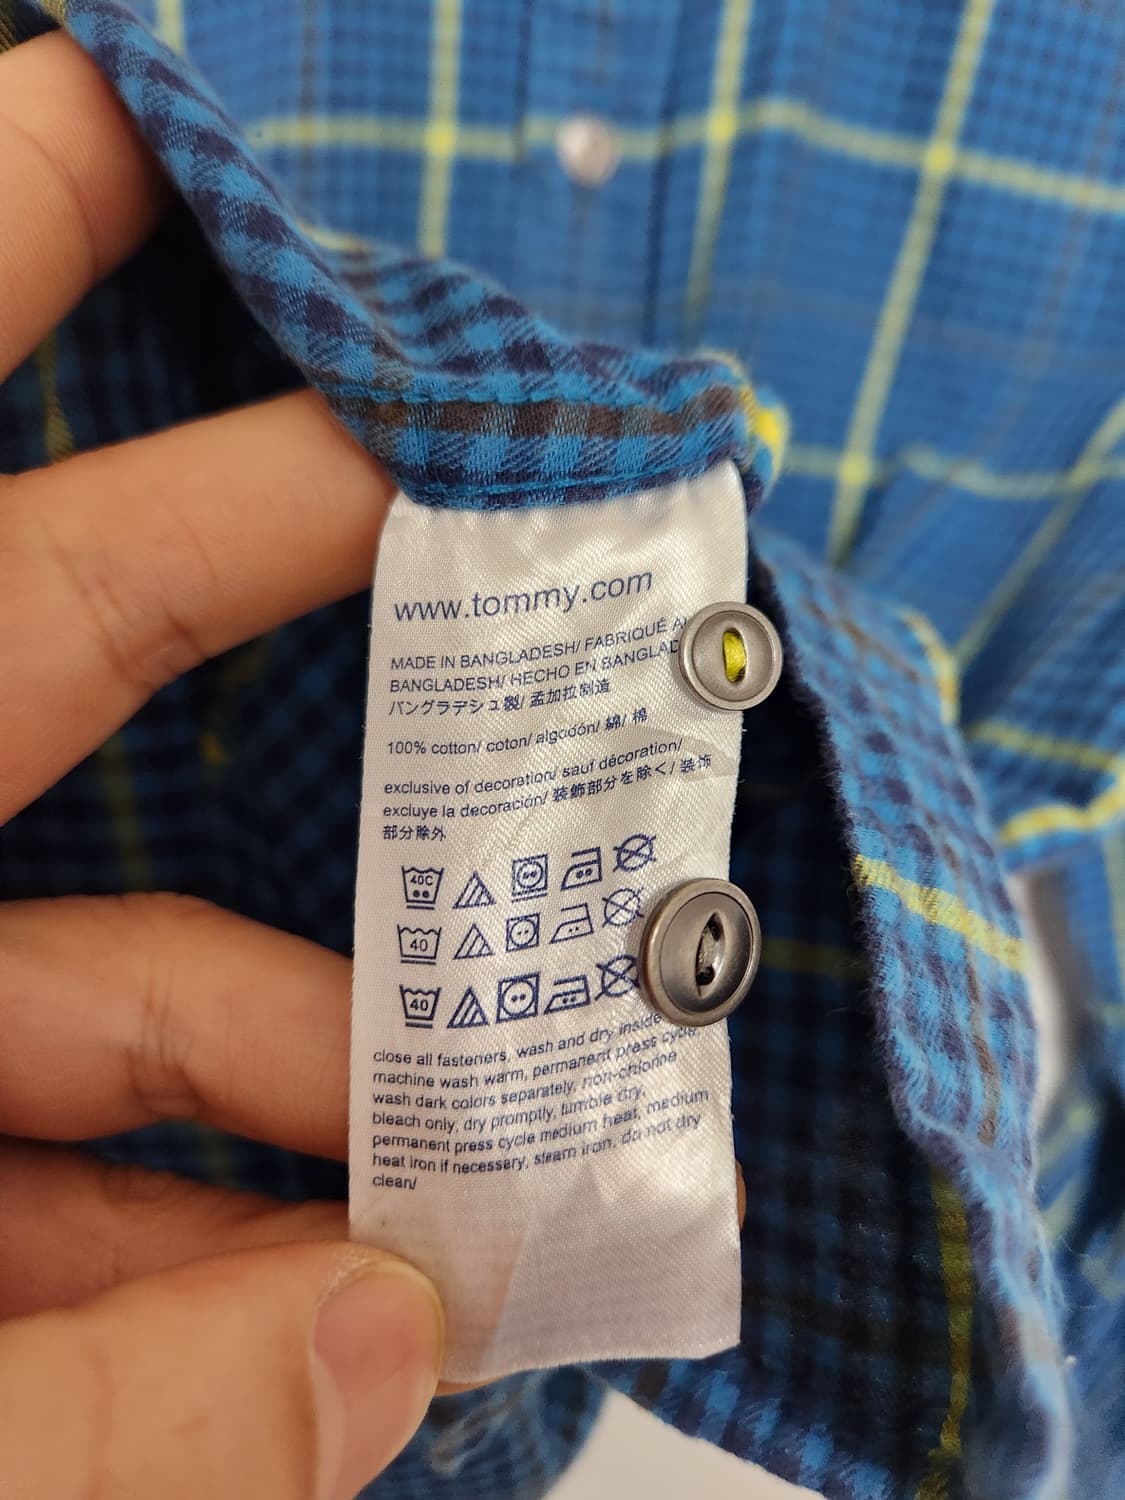 www.tommy.com
MADE IN BANGLADESH/ FABRIQUÉ
BANGLADESH/ HECHO EN
バングラデシュ製/ 孟加拉制造
100% cotton/ coton/ algodón/ 綿/ 棉
exclusive of decoration/ sauf décoration/
excluye la decoración/ 装飾部分を除く/ 装饰
部分除外
40C
40
40
close all fasteners, wash and dry inside
machine wash warm, permanent press cycle,
wash dark colors separately, non-chlorine
bleach only, dry promptly, tumble dry,
permanent press cycle medium heat, medium
heat iron if necessary, steam iron, do not dry
clean/